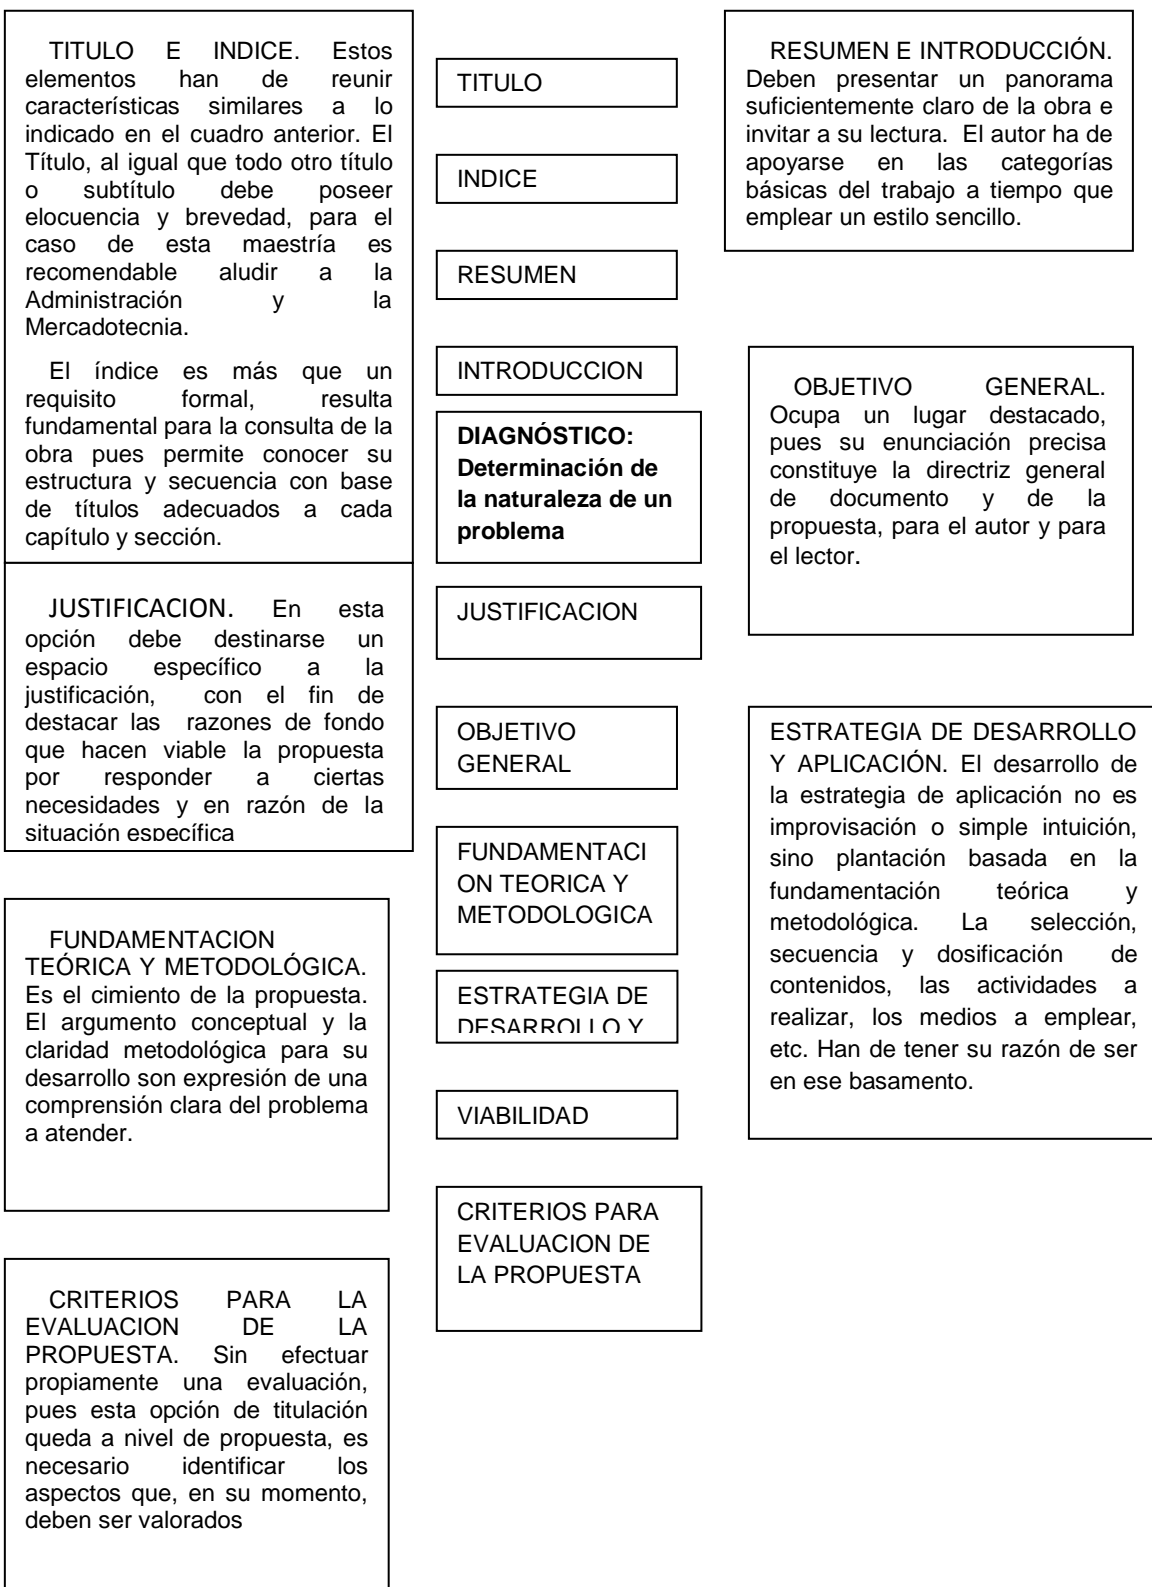 TITULO E INDICE. Estos
elementos han de reunir
características similares a lo
indicado en el cuadro anterior. El
Título, al igual que todo otro título
o subtítulo debe poseer
elocuencia y brevedad, para el
caso de esta maestría es
recomendable aludir a la
Administración y la
Mercadotecnia.
El índice es más que un
requisito formal, resulta
fundamental para la consulta de la
obra pues permite conocer su
estructura y secuencia con base
de títulos adecuados a cada
capítulo y sección.
JUSTIFICACION. En esta
opción debe destinarse un
espacio específico a la
justificación, con el fin de
destacar las razones de fondo
que hacen viable la propuesta
por responder a ciertas
necesidades y en razón de la
situación específica
FUNDAMENTACION
TEÓRICA Y METODOLÓGICA.
Es el cimiento de la propuesta.
El argumento conceptual y la
claridad metodológica para su
desarrollo son expresión de una
comprensión clara del problema
a atender.
CRITERIOS PARA LA
EVALUACION DE LA
PROPUESTA. Sin efectuar
propiamente una evaluación,
pues esta opción de titulación
queda a nivel de propuesta, es
necesario identificar los
aspectos que, en su momento,
deben ser valorados
TITULO
INDICE
RESUMEN
INTRODUCCION
DIAGNÓSTICO:
Determinación de
la naturaleza de un
problema
JUSTIFICACION
OBJETIVO
GENERAL
FUNDAMENTACI
ON TEORICA Y
METODOLOGICA
ESTRATEGIA DE
DESARROLLO Y
VIABILIDAD
CRITERIOS PARA
EVALUACION DE
LA PROPUESTA
RESUMEN E INTRODUCCIÓN.
Deben presentar un panorama
suficientemente claro de la obra e
invitar a su lectura. El autor ha de
apoyarse en las categorías
básicas del trabajo a tiempo que
emplear un estilo sencillo.
OBJETIVO GENERAL.
Ocupa un lugar destacado,
pues su enunciación precisa
constituye la directriz general
de documento y de la
propuesta, para el autor y para
el lector.
ESTRATEGIA DE DESARROLLO
Y APLICACIÓN. El desarrollo de
la estrategia de aplicación no es
improvisación o simple intuición,
sino plantación basada en la
fundamentación teórica y
metodológica. La selección,
secuencia y dosificación de
contenidos, las actividades a
realizar, los medios a emplear,
etc. Han de tener su razón de ser
en ese basamento.